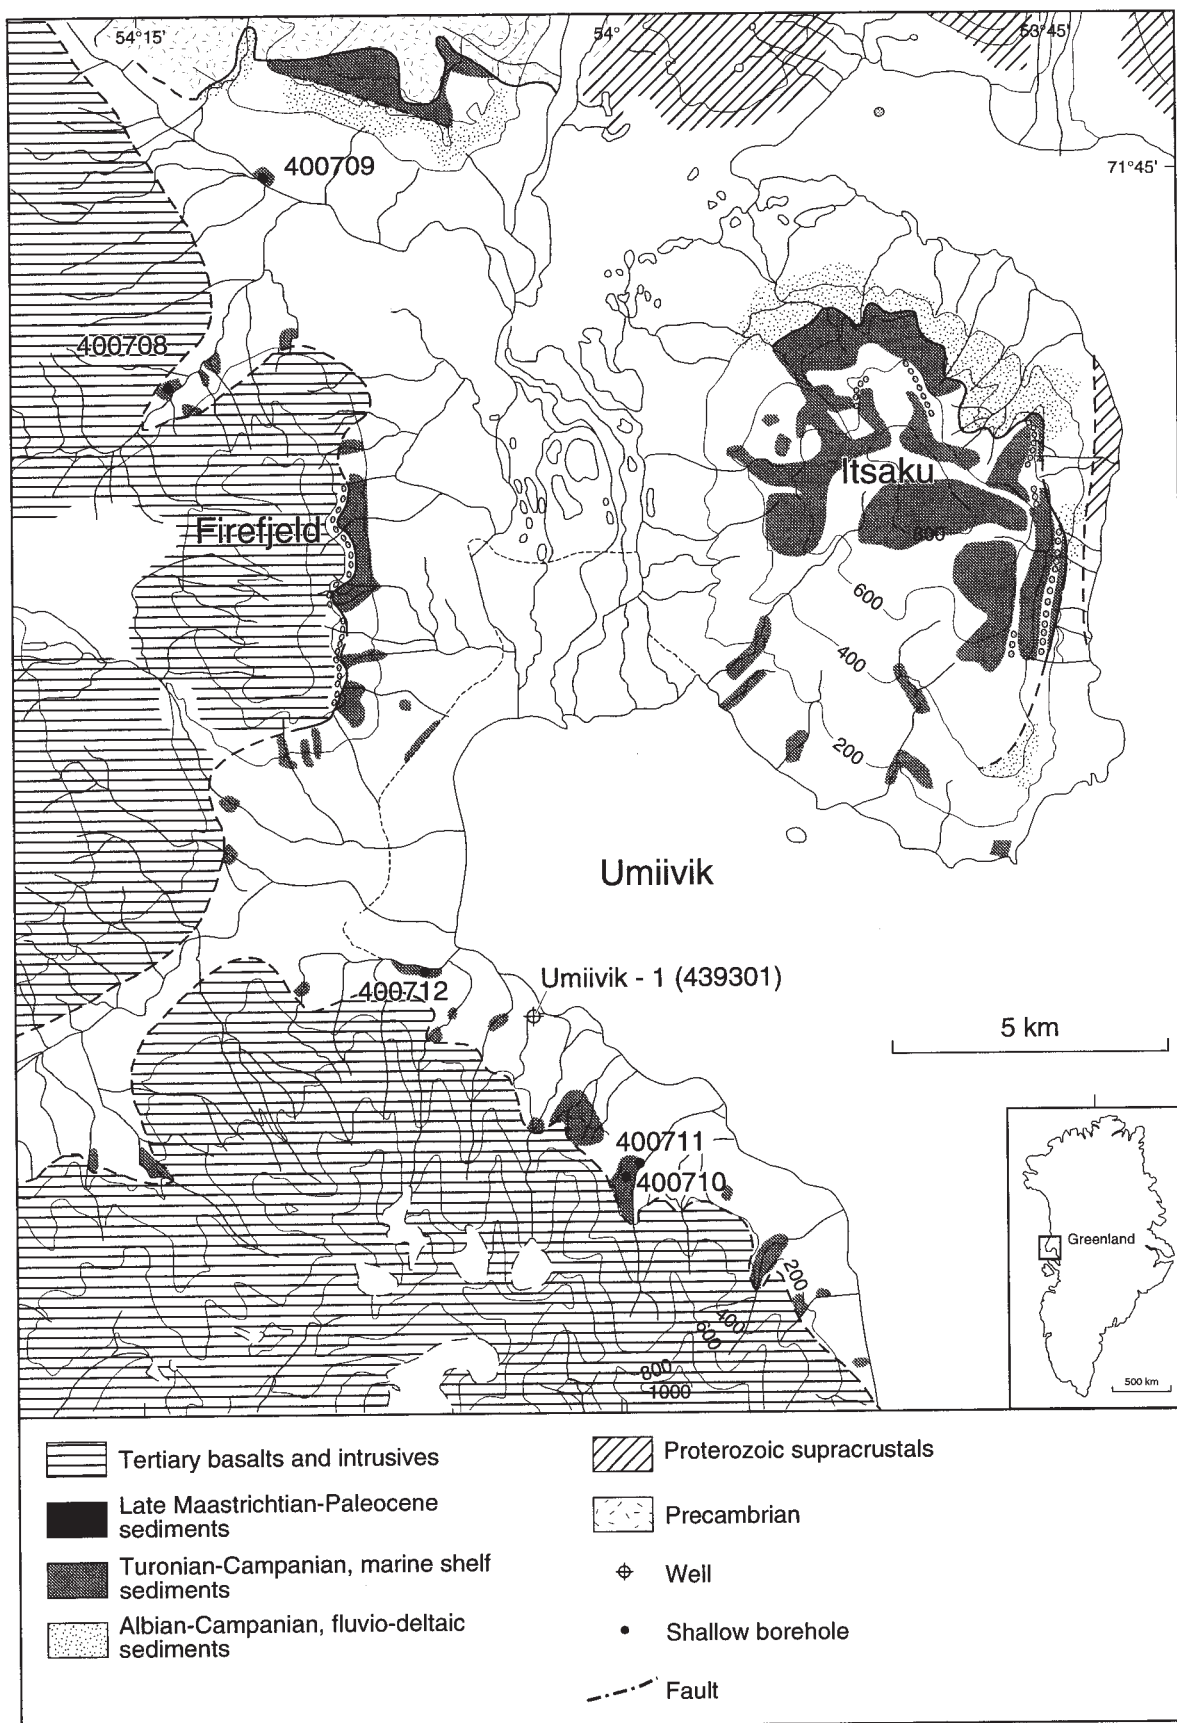 54°15'
54°
53°45'
71°45'
400709
400708
Itsaku
Firefjeld
800
600
400
200
Umiivik
Umiivik - 1 (439301)
400712
5 km
400711
400710
Greenland
200
400
600
800
1000
500 km
Tertiary basalts and intrusives
Late Maastrichtian-Paleocene
sediments
Turonian-Campanian, marine shelf
sediments
Albian-Campanian, fluvio-deltaic
sediments
Proterozoic supracrustals
Precambrian
Well
Shallow borehole
Fault